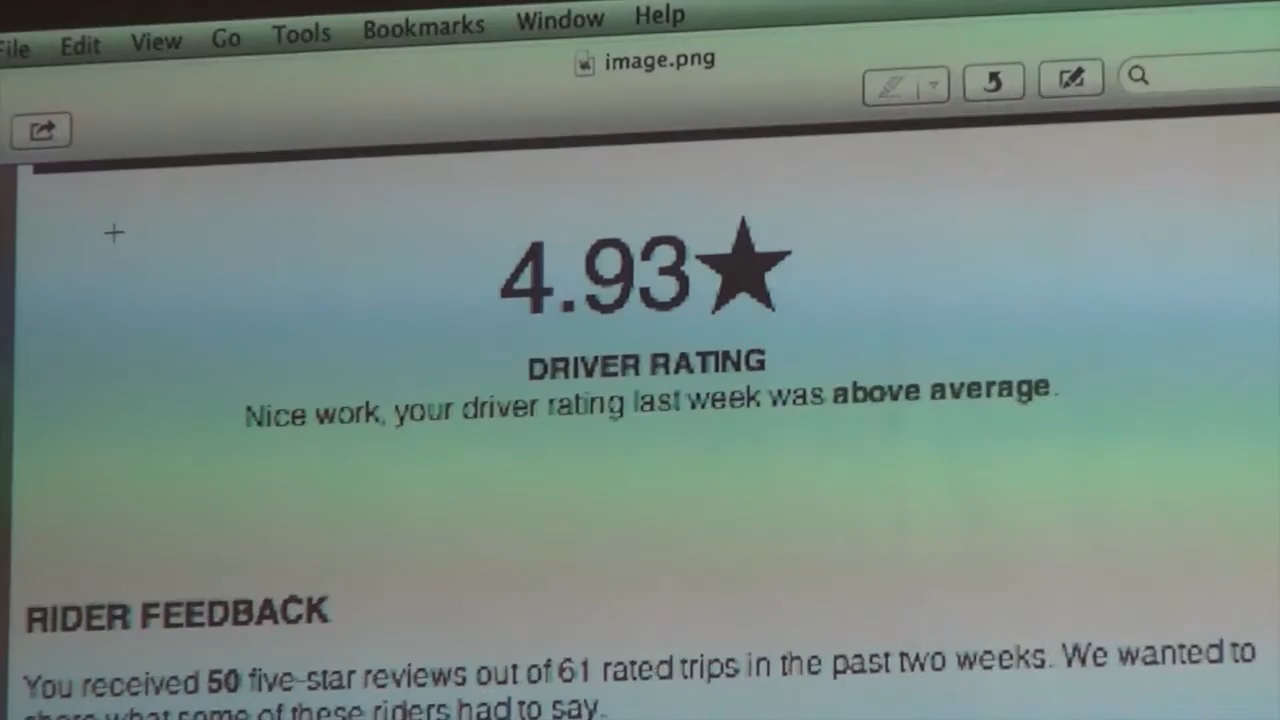 File Edit View Go Tools Bookmarks Window Help
image.png
4.93★
DRIVER RATING
Nice work, your driver rating last week was above average.
RIDER FEEDBACK
You received 50 five-star reviews out of 61 rated trips in the past two weeks. We wanted to
share what some of these riders had to say.